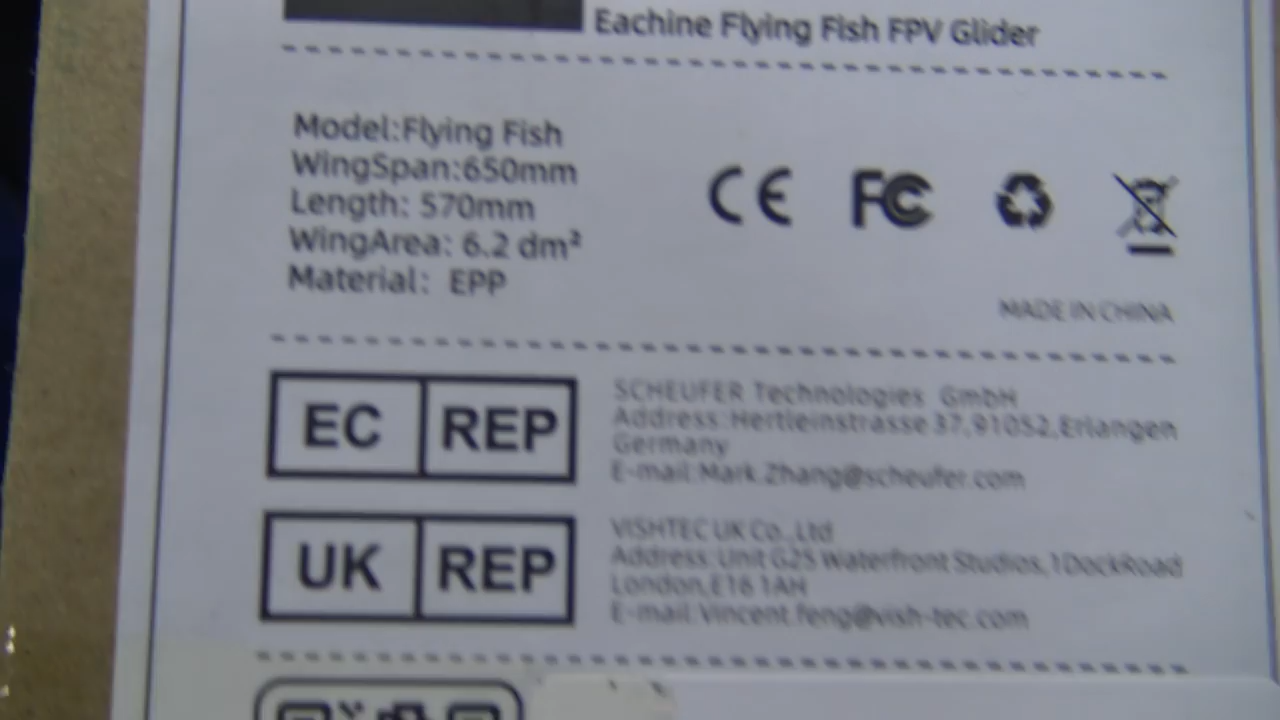 Eachine Flying Fish FPV Glider
Model:Flying Fish
WingSpan:650mm
Length: 570mm
WingArea: 6.2 dm²
Material: EPP
CE FC
MADE IN CHINA
EC REP
SCHEUFER Technologies GmbH
Address:Hertleinstrasse 37,91052,Erlangen
Germany
E-mail:Mark.Zhang@scheufer.com
UK REP
VISHTEC UK Co.,Ltd
Address:Unit G25 Waterfront Studios,1DockRoad
London,E16 1AH
E-mail:Vincent.feng@vish-tec.com